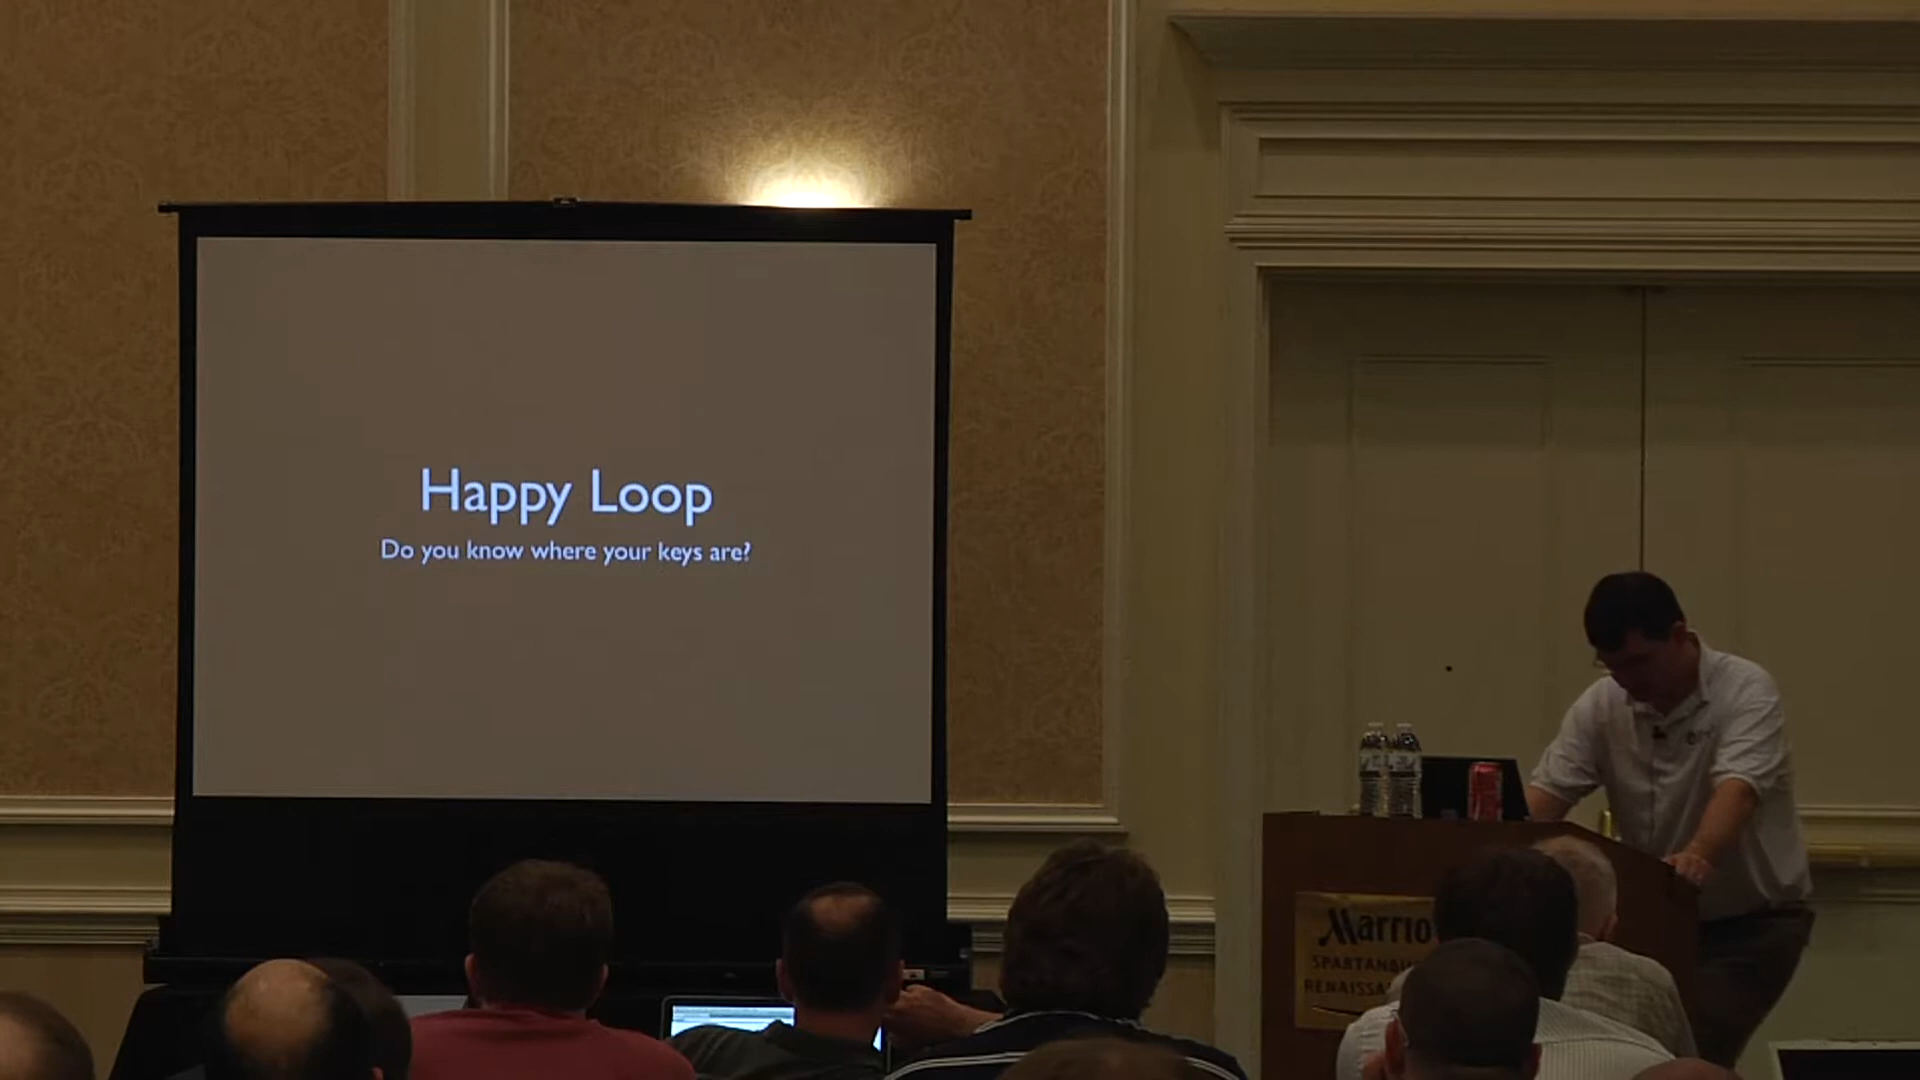 Happy Loop
Do you know where your keys are?
Marrio
SPARTANBU
RENAISSA